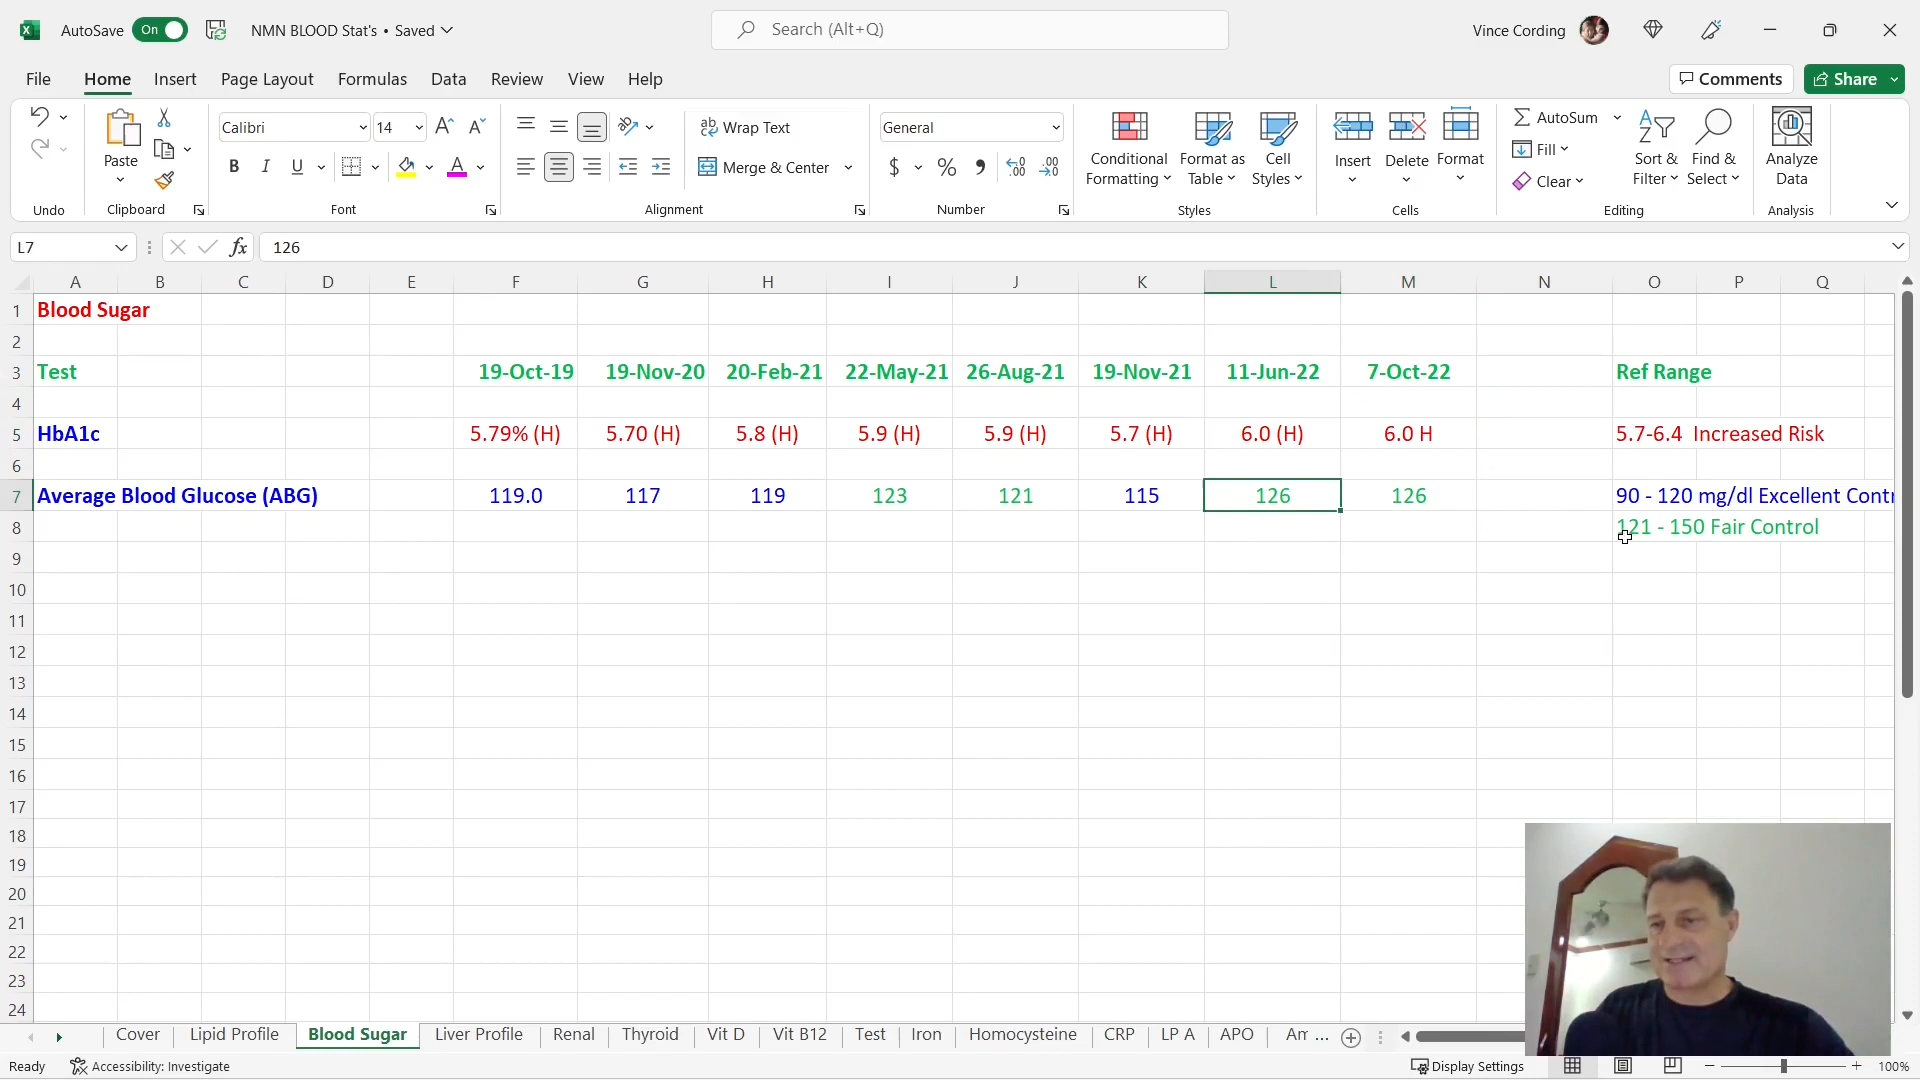 AutoSave On NMN BLOOD Stat's • Saved Search (Alt+Q) Vince Cording
File Home Insert Page Layout Formulas Data Review View Help Comments Share
Calibri 14 Wrap Text General AutoSum
Paste B I U A Merge & Center $ % Conditional Formatting Format as Table Cell Styles Insert Delete Format Fill Clear Sort & Filter Find & Select Analyze Data
Undo Clipboard Font Alignment Number Styles Cells Editing Analysis
L7 fx 126
A B C D E F G H I J K L M N O P Q
1 Blood Sugar
2
3 Test 19-Oct-19 19-Nov-20 20-Feb-21 22-May-21 26-Aug-21 19-Nov-21 11-Jun-22 7-Oct-22 Ref Range
4
5 HbA1c 5.79% (H) 5.70 (H) 5.8 (H) 5.9 (H) 5.9 (H) 5.7 (H) 6.0 (H) 6.0 H 5.7-6.4 Increased Risk
6
7 Average Blood Glucose (ABG) 119.0 117 119 123 121 115 126 126 90 - 120 mg/dl Excellent Contr
8 121 - 150 Fair Control
9
10
11
12
13
14
15
16
17
18
19
20
21
22
23
24
Cover Lipid Profile Blood Sugar Liver Profile Renal Thyroid Vit D Vit B12 Test Iron Homocysteine CRP LP A APO Am ...
Ready Accessibility: Investigate Display Settings 100%